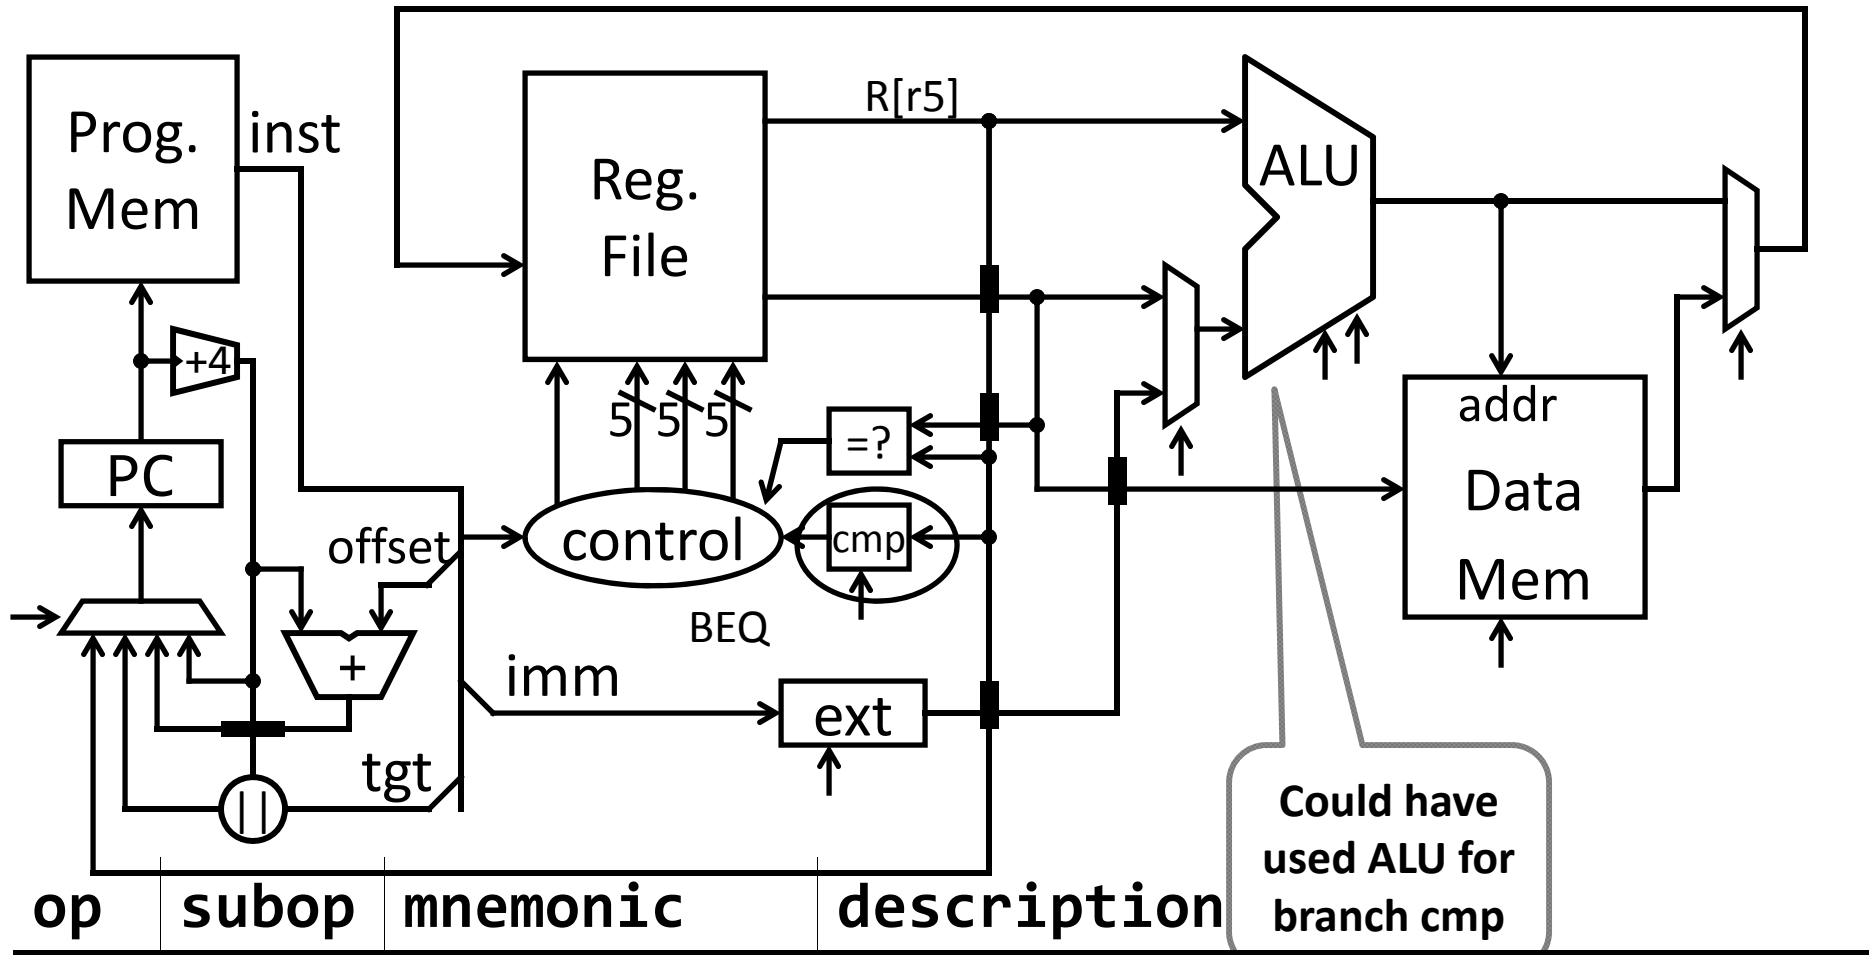 Prog.
Mem
inst
+4
PC
offset
+
tgt
||
imm
Reg.
File
5
5
5
control
BEQ
R[r5]
=?
cmp
ext
ALU
addr
Data
Mem
Could have
used ALU for
branch cmp
op subop mnemonic description